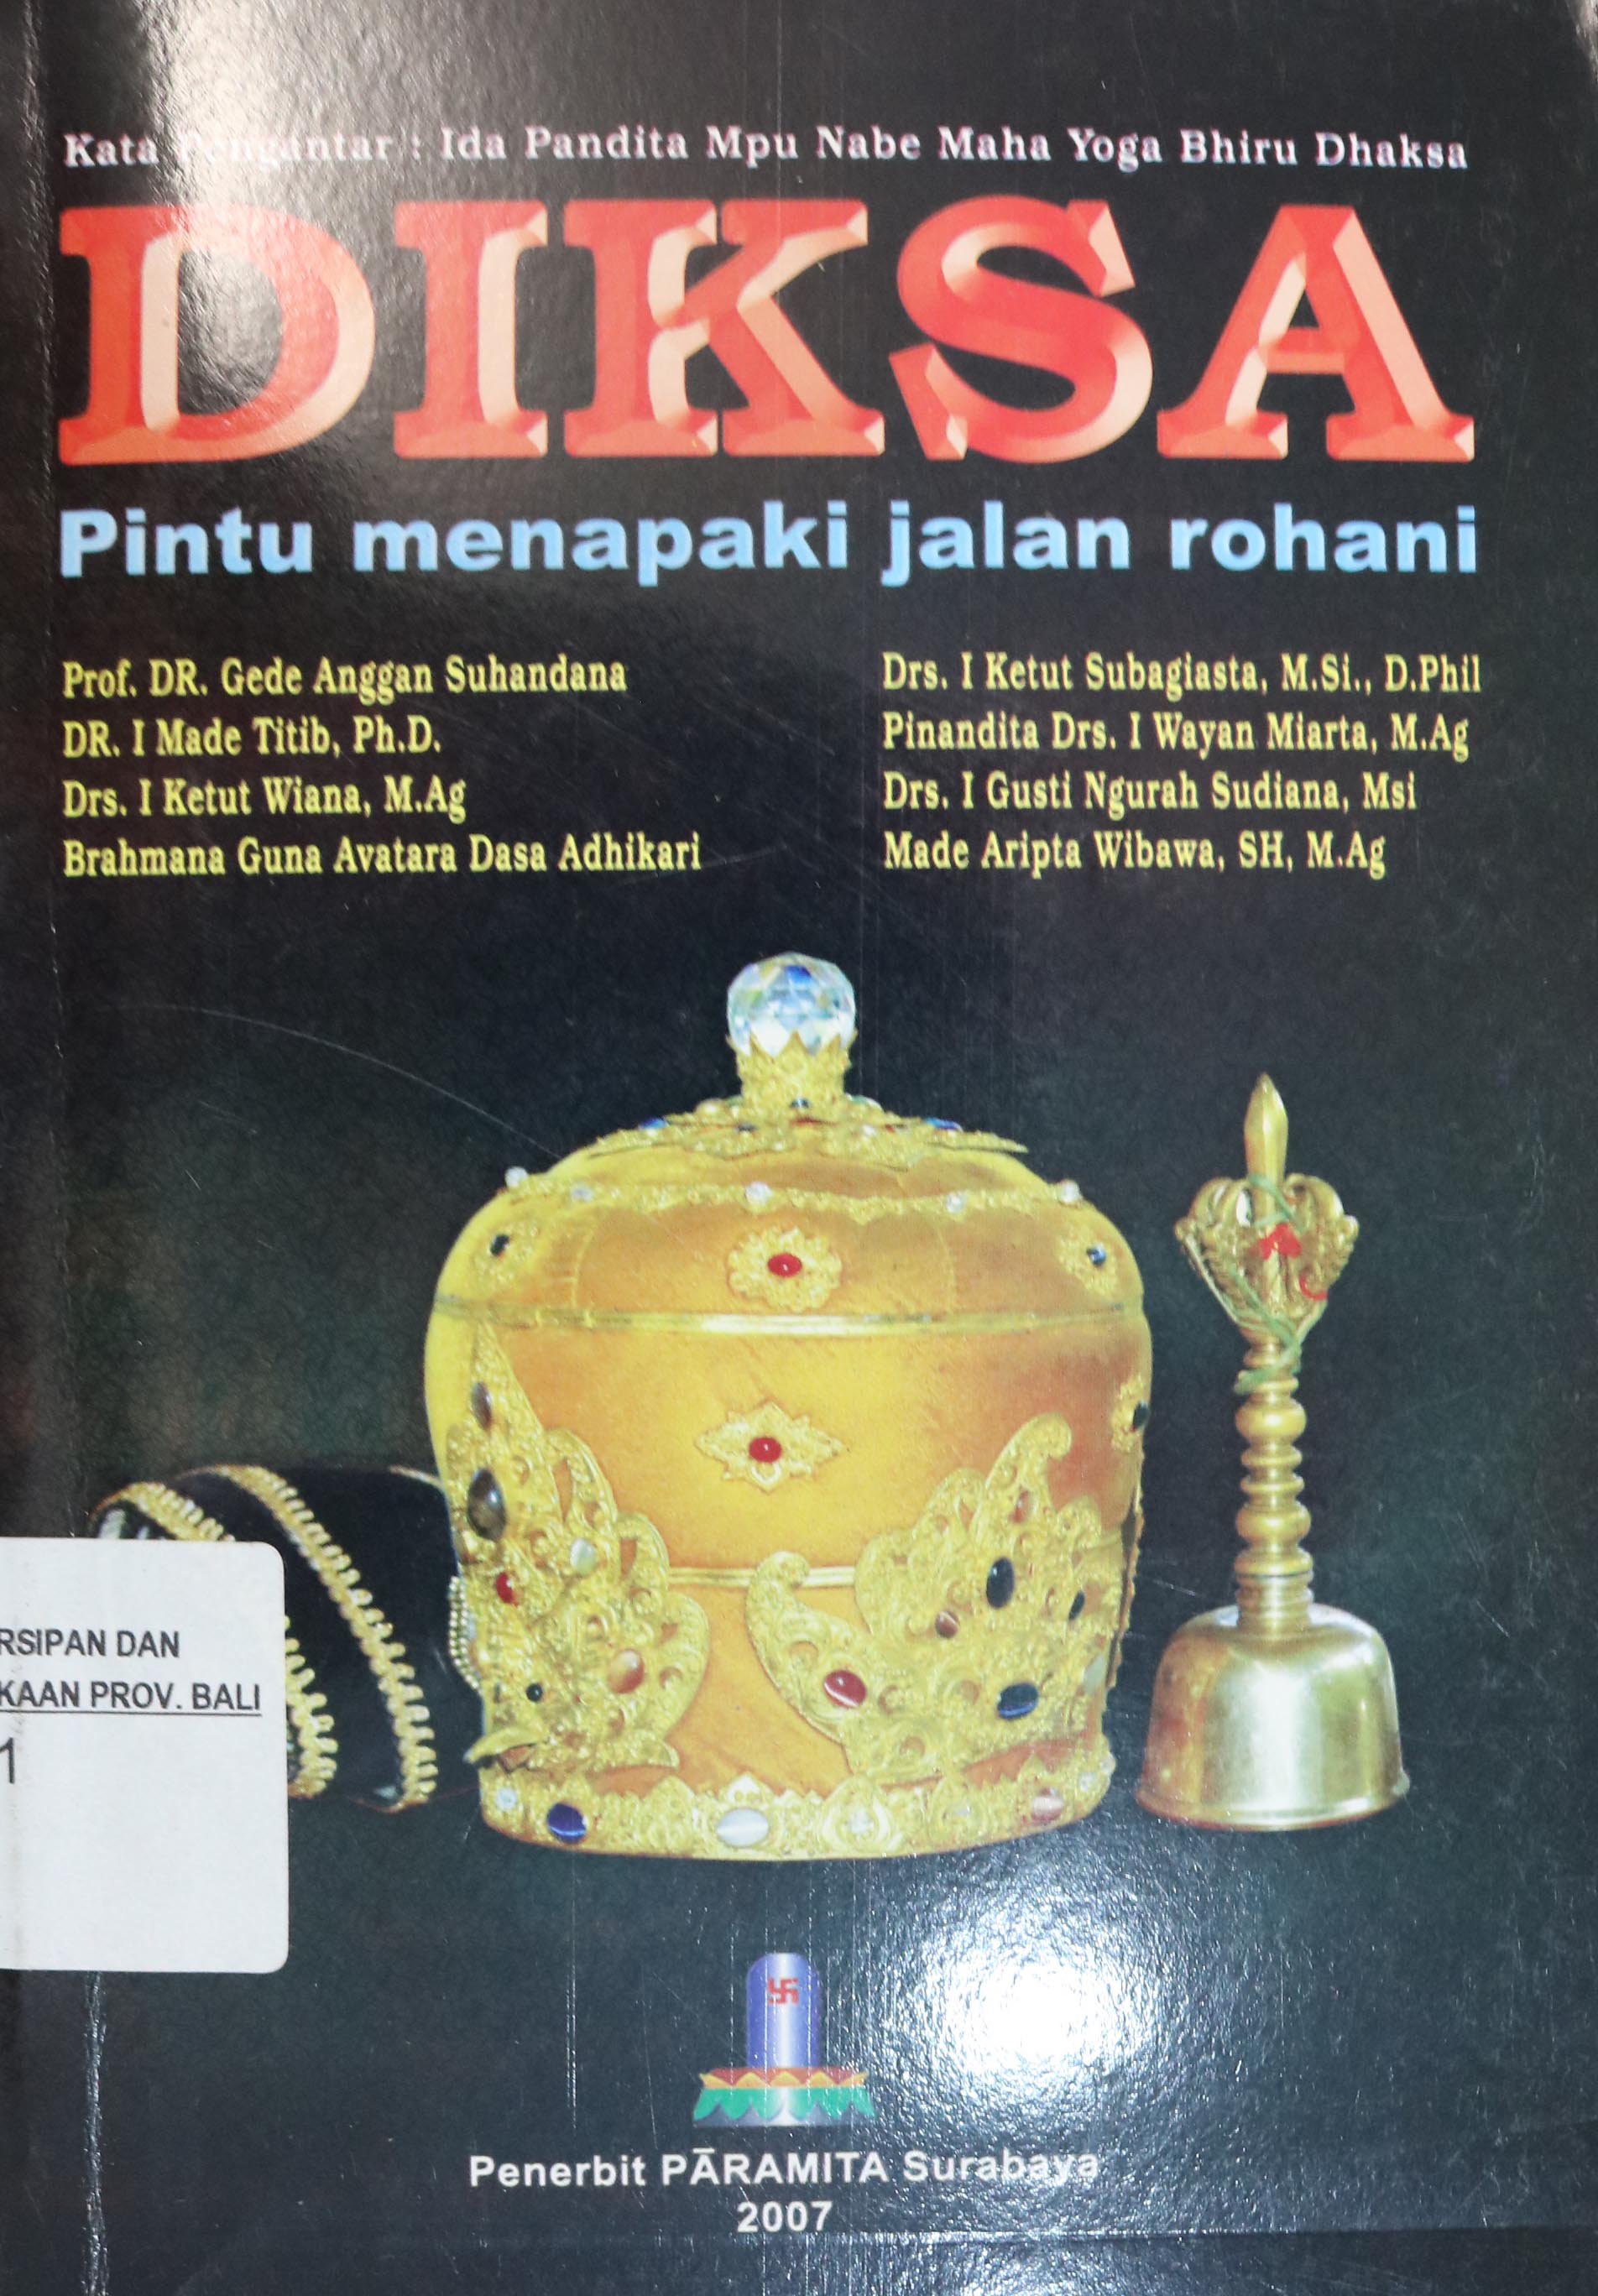 Kata Pengantar : Ida Pandita Mpu Nabe Maha Yoga Bhiru Dhaksa
DIKSA
Pintu menapaki jalan rohani
Prof. DR. Gede Anggan Suhandana
DR. I Made Titib, Ph.D.
Drs. I Ketut Wiana, M.Ag
Brahmana Guna Avatara Dasa Adhikari
Drs. I Ketut Subagiasta, M.Si., D.Phil
Pinandita Drs. I Wayan Miarta, M.Ag
Drs. I Gusti Ngurah Sudiana, Msi
Made Aripta Wibawa, SH, M.Ag
RSIPAN DAN
KAAN PROV. BALI
1
Penerbit PĀRAMITA Surabaya
2007